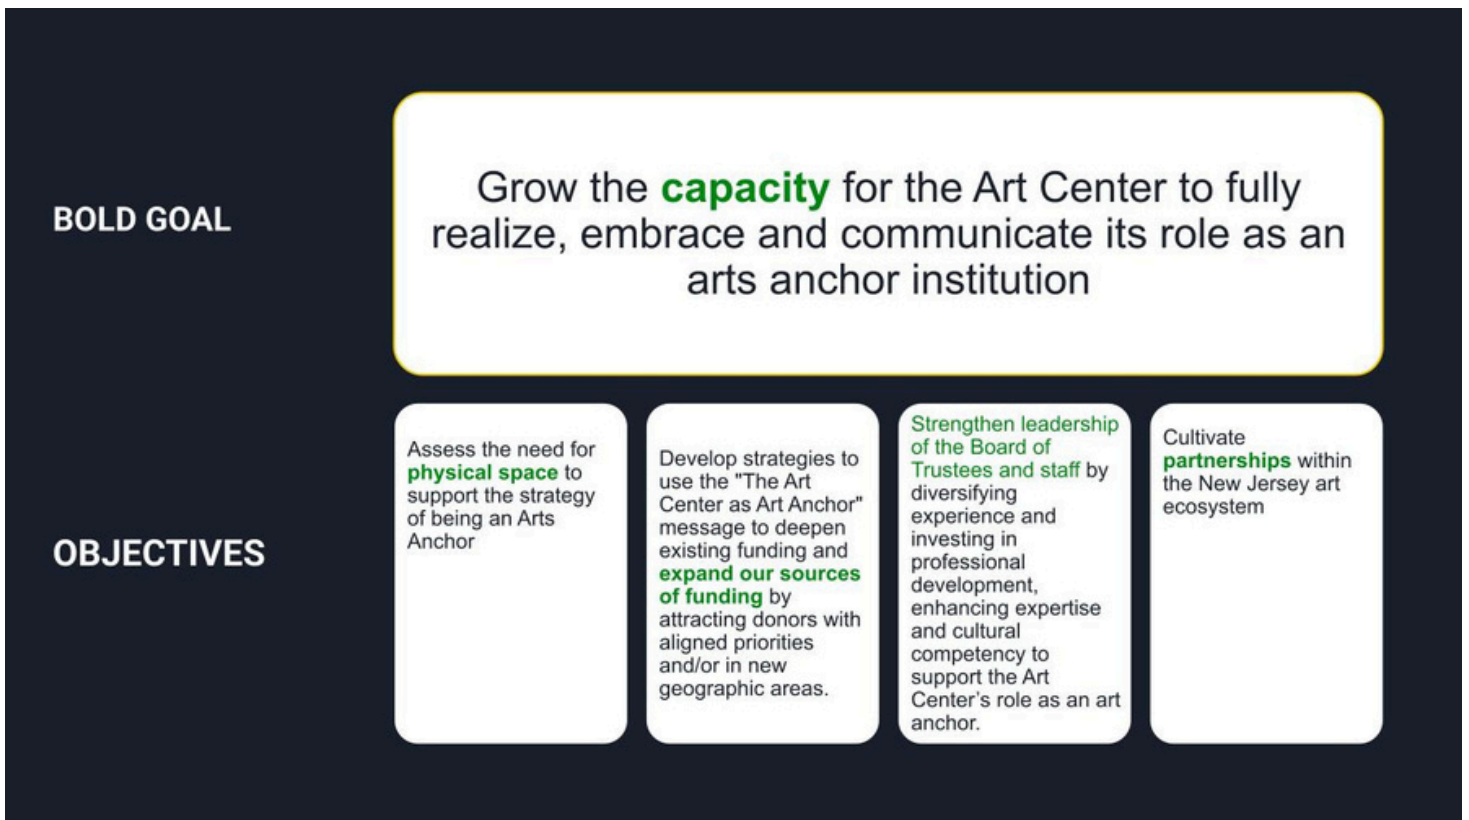 BOLD GOAL
Grow the capacity for the Art Center to fully
realize, embrace and communicate its role as an
arts anchor institution
OBJECTIVES
Assess the need for
physical space to
support the strategy
of being an Arts
Anchor
Develop strategies to
use the "The Art
Center as Art Anchor"
message to deepen
existing funding and
expand our sources
of funding by
attracting donors with
aligned priorities
and/or in new
geographic areas.
Strengthen leadership
of the Board of
Trustees and staff by
diversifying
experience and
investing in
professional
development,
enhancing expertise
and cultural
competency to
support the Art
Center’s role as an art
anchor.
Cultivate
partnerships within
the New Jersey art
ecosystem